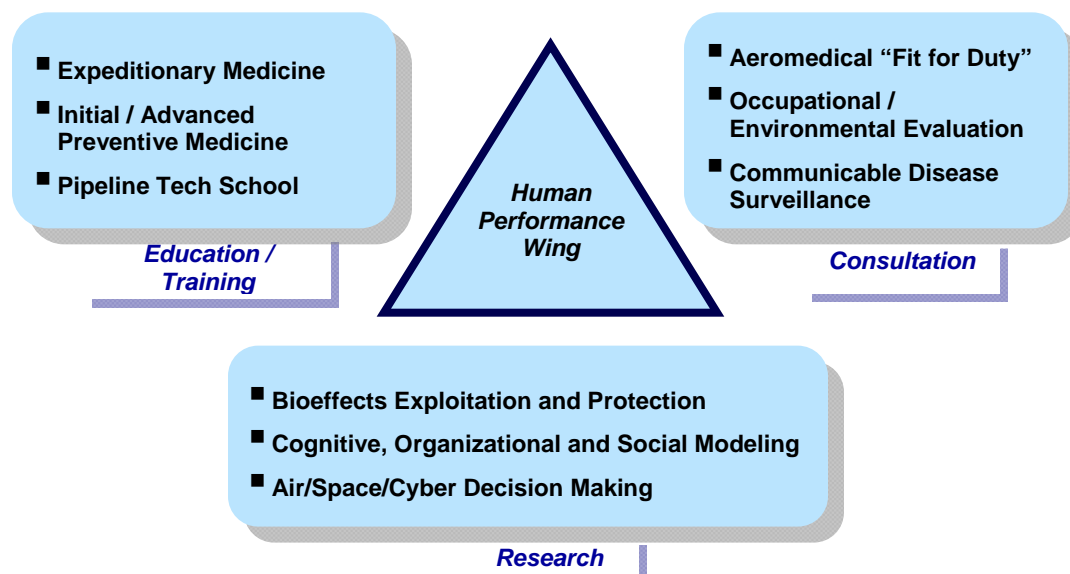 ▪ Expeditionary Medicine
▪ Initial / Advanced
Preventive Medicine
▪ Pipeline Tech School
Education /
Training
Human
Performance
Wing
▪ Aeromedical “Fit for Duty”
▪ Occupational /
Environmental Evaluation
▪ Communicable Disease
Surveillance
Consultation
▪ Bioeffects Exploitation and Protection
▪ Cognitive, Organizational and Social Modeling
▪ Air/Space/Cyber Decision Making
Research